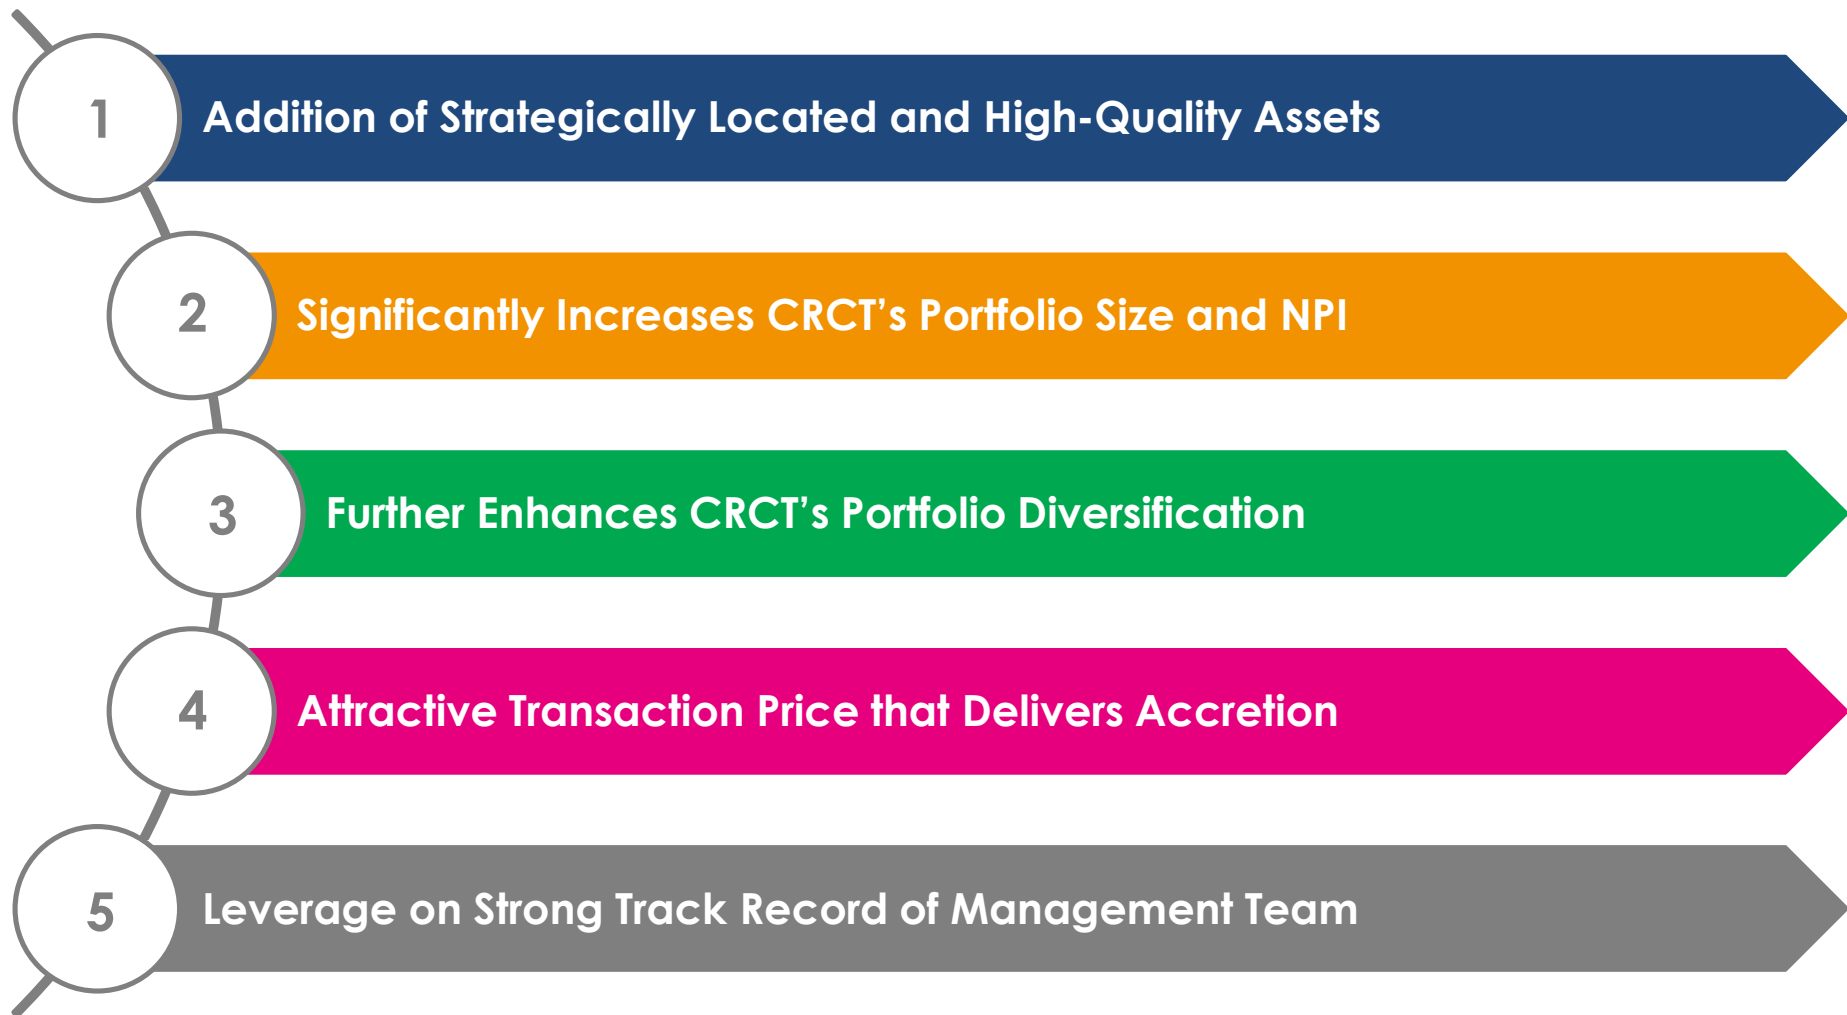 1
Addition of Strategically Located and High-Quality Assets
2
Significantly Increases CRCT’s Portfolio Size and NPI
3
Further Enhances CRCT’s Portfolio Diversification
4
Attractive Transaction Price that Delivers Accretion
5
Leverage on Strong Track Record of Management Team